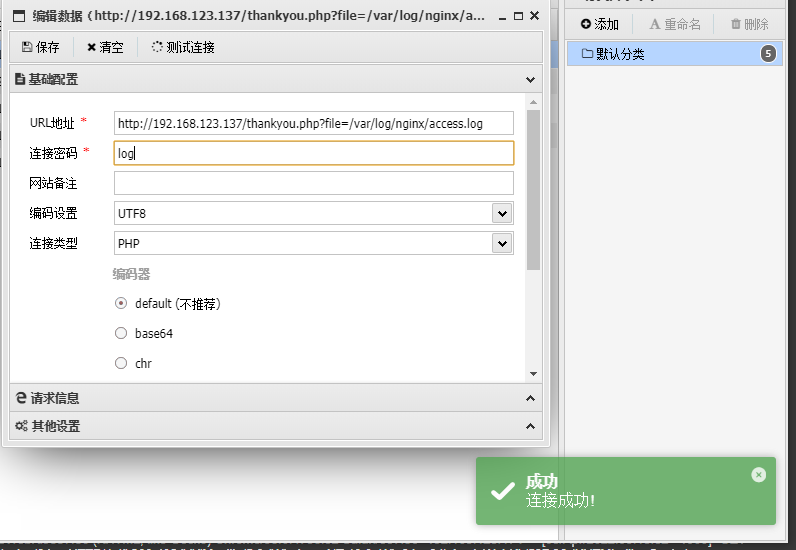 编辑数据 (http://192.168.123.137/thankyou.php?file=/var/log/nginx/a...
保存 清空 测试连接
基础配置
URL地址 * http://192.168.123.137/thankyou.php?file=/var/log/nginx/access.log
连接密码 * log
网站备注
编码设置 UTF8
连接类型 PHP
编码器
default (不推荐)
base64
chr
请求信息
其他设置
添加 重命名 删除
默认分类 5
成功
连接成功!